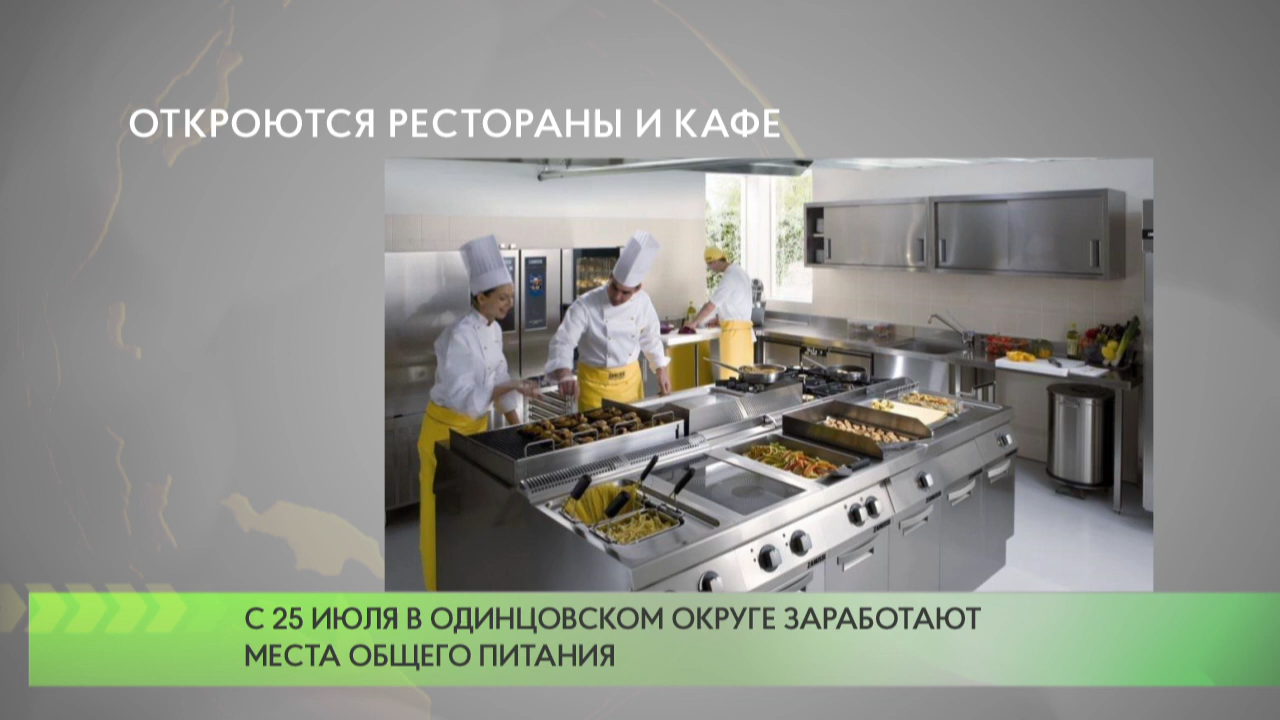 ОТКРОЮТСЯ РЕСТОРАНЫ И КАФЕ
С 25 ИЮЛЯ В ОДИНЦОВСКОМ ОКРУГЕ ЗАРАБОТАЮТ
МЕСТА ОБЩЕГО ПИТАНИЯ